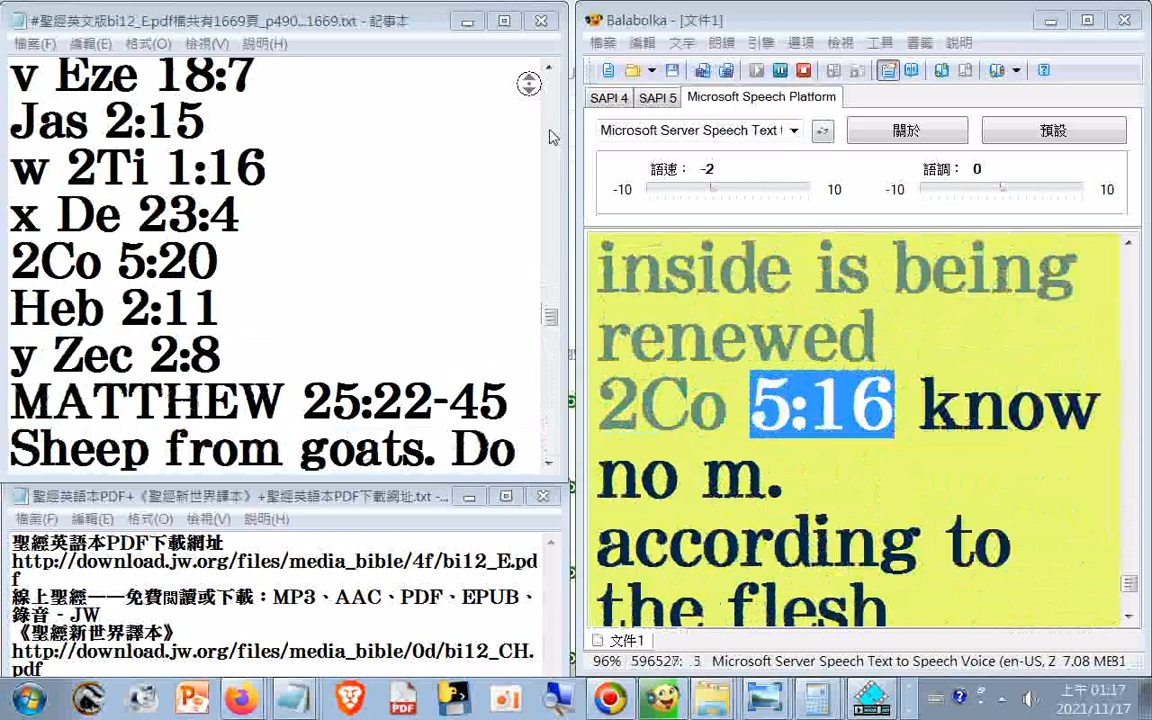 #聖經英文版bi12_E.pdf檔共有1669頁_p490...1669.txt - 記事本
檔案(F) 編輯(E) 格式(O) 檢視(V) 說明(H)
v Eze 18:7
Jas 2:15
w 2Ti 1:16
x De 23:4
2Co 5:20
Heb 2:11
y Zec 2:8
MATTHEW 25:22-45
Sheep from goats. Do
聖經英語本PDF+《聖經新世界譯本》+聖經英語本PDF下載網址.txt -...
檔案(F) 編輯(E) 格式(O) 檢視(V) 說明(H)
聖經英語本PDF下載網址
http://download.jw.org/files/media_bible/4f/bi12_E.pd
f
線上聖經——免費閱讀或下載：MP3、AAC、PDF、EPUB、
錄音 - JW
《聖經新世界譯本》
http://download.jw.org/files/media_bible/0d/bi12_CH.
pdf
Balabolka - [文件1]
檔案 編輯 文字 朗讀 引擎 選項 檢視 工具 書籤 說明
SAPI 4 SAPI 5 Microsoft Speech Platform
Microsoft Server Speech Text 關於 預設
語速： -2 語調： 0
-10 10 -10 10
inside is being
renewed
2Co 5:16 know
no m.
according to
the flesh
文件1
96% Microsoft Server Speech Text to Speech Voice (en-US, Z 7.08 MB
上午 01:17
2021/11/17